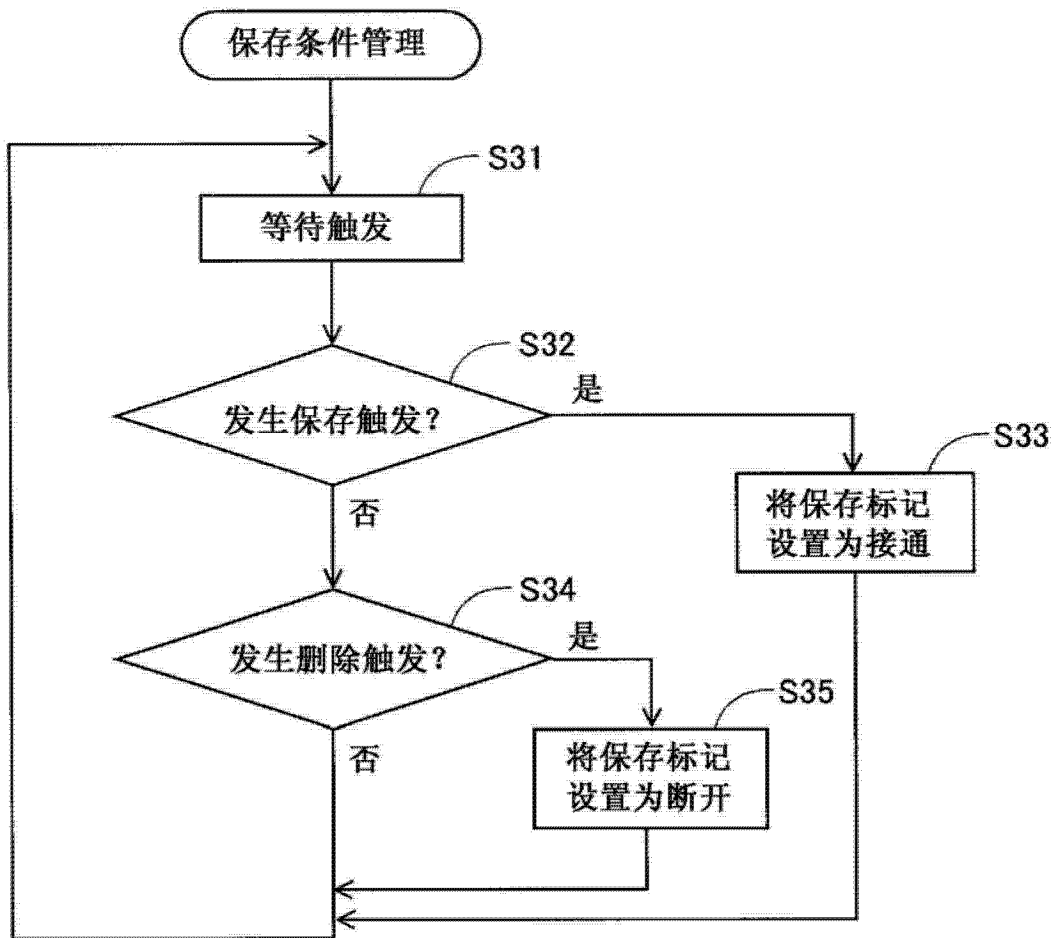 保存条件管理
S31
等待触发
S32
发生保存触发？
是
S33
将保存标记
设置为接通
否
S34
发生删除触发？
是
S35
将保存标记
设置为断开
否